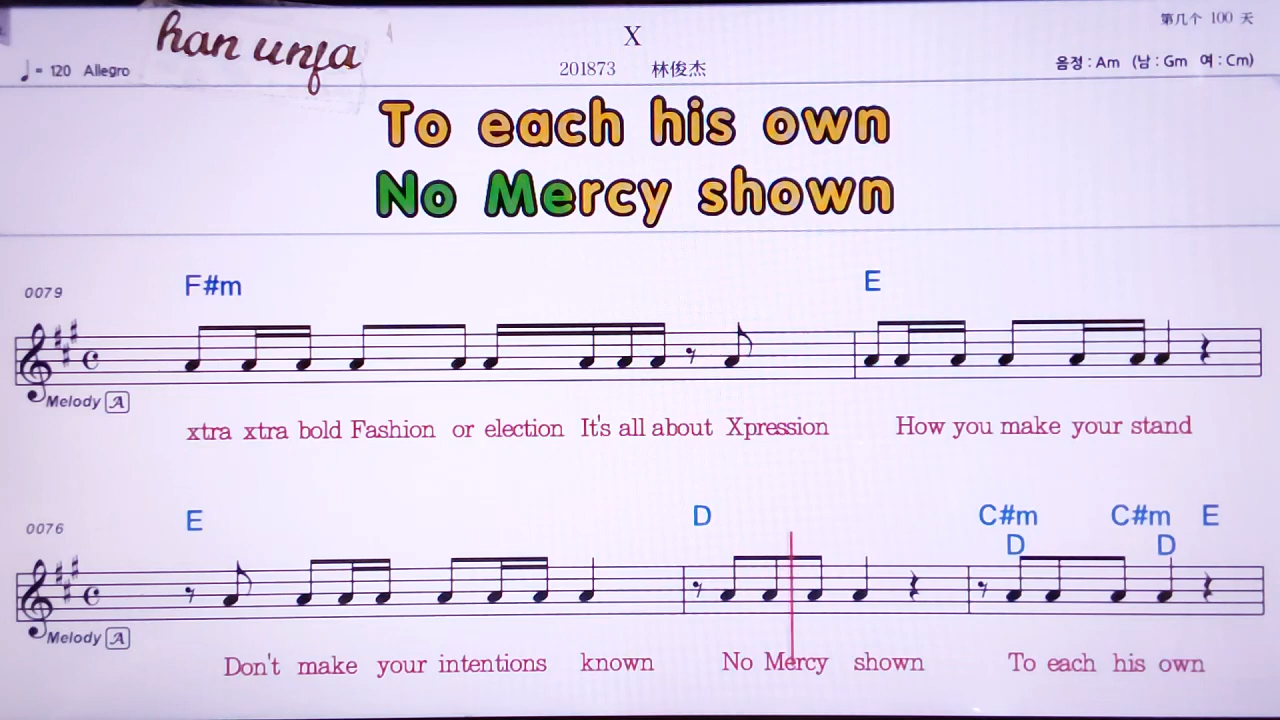 han unfa
X
第几个 100 天
♩= 120 Allegro
201873 林俊杰
음정 : Am (남 : Gm 여 : Cm)
To each his own
No Mercy shown
0079
F#m E
Melody A
xtra xtra bold Fashion or election It's all about Xpression How you make your stand
0076
E D C#m C#m E
D D
Melody A
Don't make your intentions known No Mercy shown To each his own